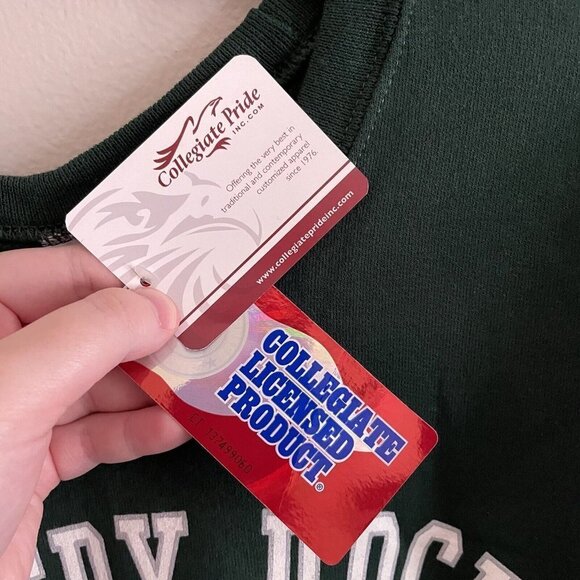 Collegiate Pride
INC.COM
Offering the very best in
traditional and contemporary
customized apparel
since 1976.
www.collegiateprideinc.com
COLLEGIATE
LICENSED
PRODUCT®